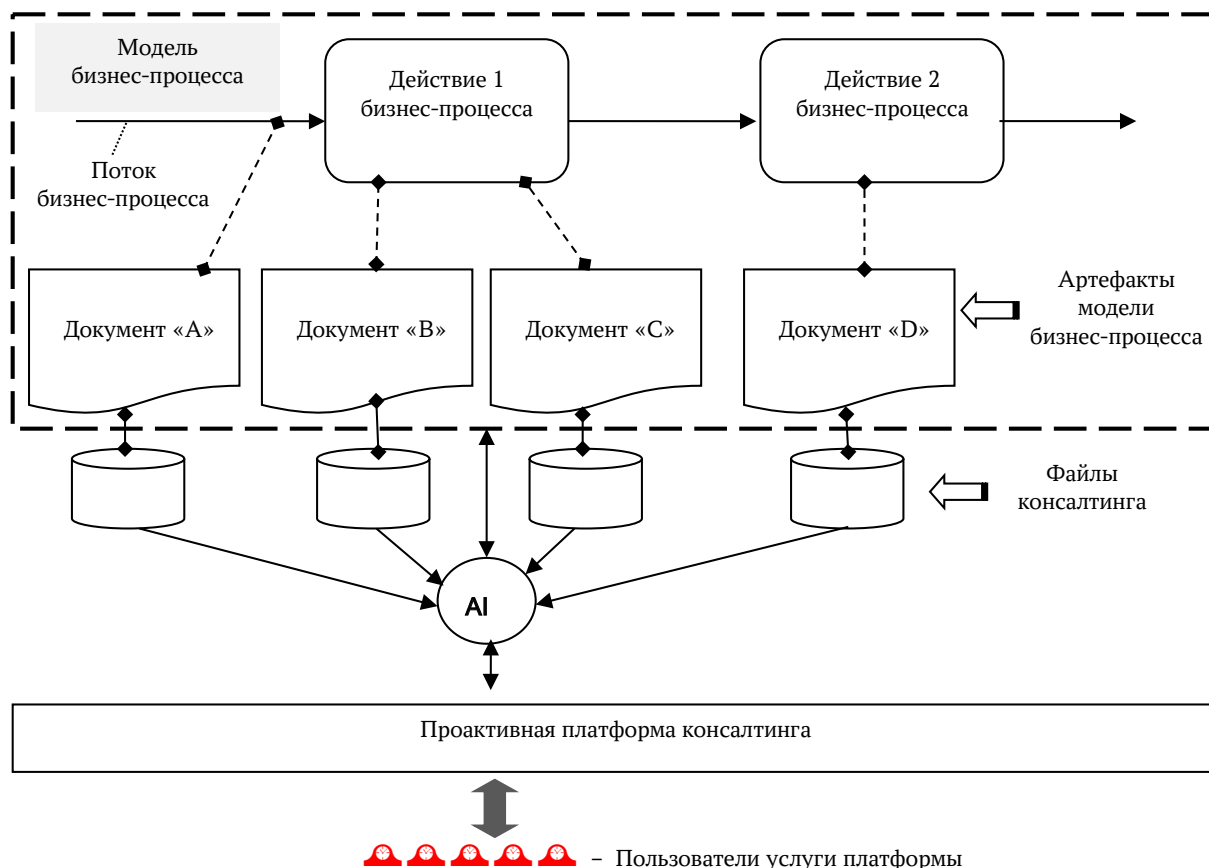 Модель
бизнес-процесса
Действие 1
бизнес-процесса
Действие 2
бизнес-процесса
Поток
бизнес-процесса
Документ «A»
Документ «B»
Документ «C»
Документ «D»
Артефакты
модели
бизнес-процесса
Файлы
консалтинга
AI
Проактивная платформа консалтинга
– Пользователи услуги платформы